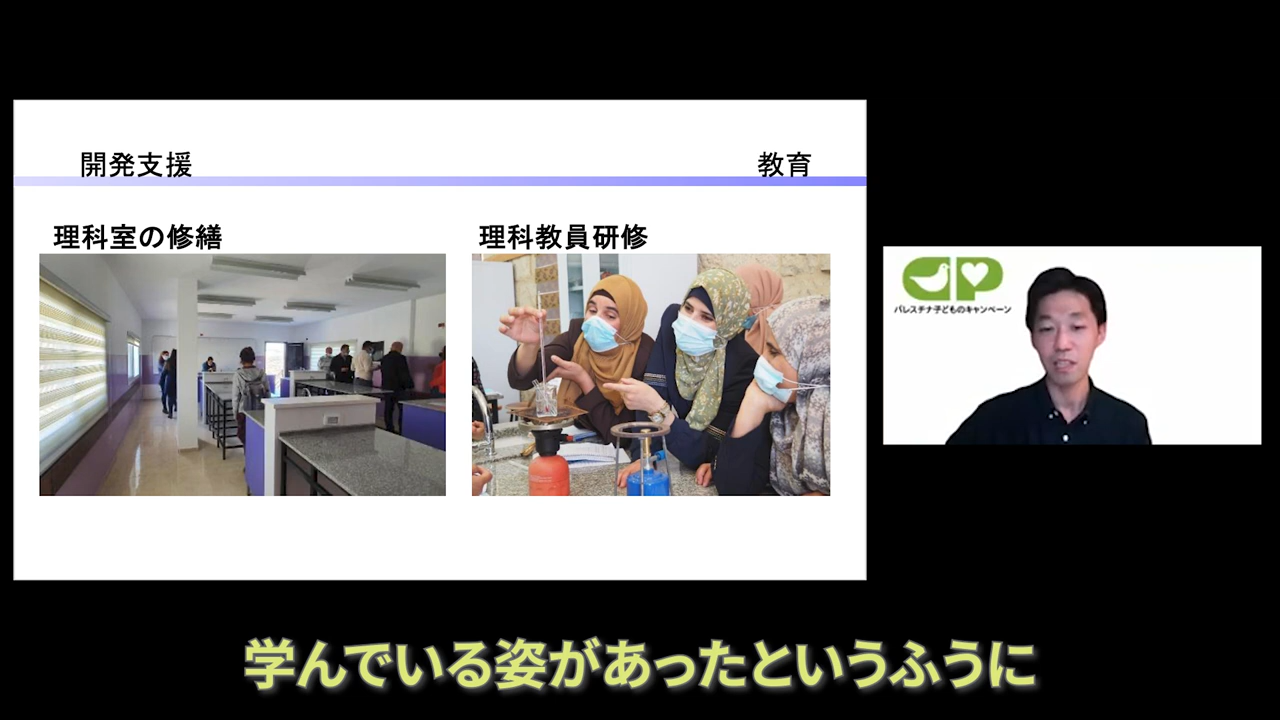 開発支援
教育
理科室の修繕
理科教員研修
CP
パレスチナ子どものキャンペーン
学んでいる姿があったというふうに